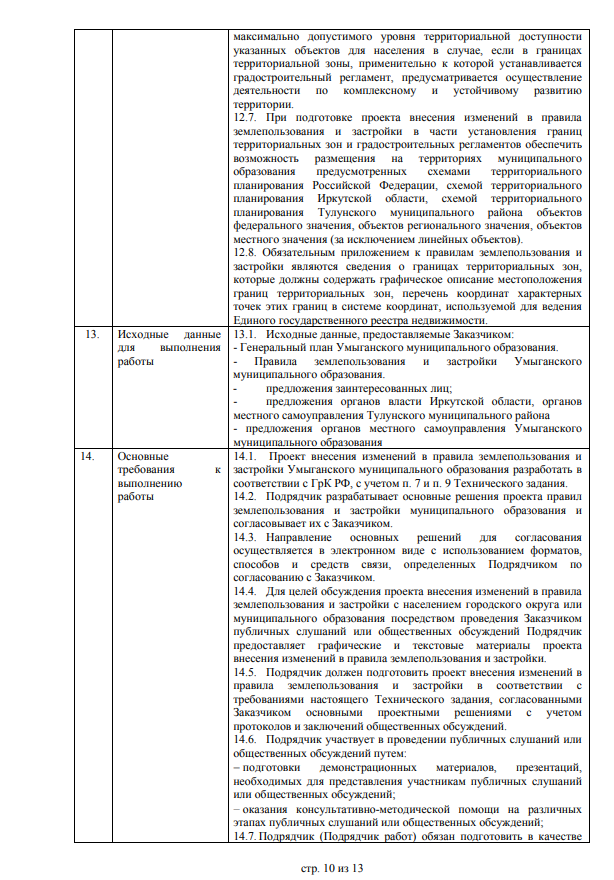 максимально допустимого уровня территориальной доступности
указанных объектов для населения в случае, если в границах
территориальной зоны, применительно к которой устанавливается
градостроительный регламент, предусматривается осуществление
деятельности по комплексному и устойчивому развитию
территории.
12.7. При подготовке проекта внесения изменений в правила
землепользования и застройки в части установления границ
территориальных зон и градостроительных регламентов обеспечить
возможность размещения на территориях муниципального
образования предусмотренных схемами территориального
планирования Российской Федерации, схемой территориального
планирования Иркутской области, схемой территориального
планирования Тулунского муниципального района объектов
федерального значения, объектов регионального значения, объектов
местного значения (за исключением линейных объектов).
12.8. Обязательным приложением к правилам землепользования и
застройки являются сведения о границах территориальных зон,
которые должны содержать графическое описание местоположения
границ территориальных зон, перечень координат характерных
точек этих границ в системе координат, используемой для ведения
Единого государственного реестра недвижимости.
13.
Исходные данные
для выполнения
работы
13.1. Исходные данные, предоставляемые Заказчиком:
- Генеральный план Умыганского муниципального образования.
- Правила землепользования и застройки Умыганского
муниципального образования.
- предложения заинтересованных лиц;
- предложения органов власти Иркутской области, органов
местного самоуправления Тулунского муниципального района
- предложения органов местного самоуправления Умыганского
муниципального образования
14.
Основные
требования к
выполнению
работы
14.1. Проект внесения изменений в правила землепользования и
застройки Умыганского муниципального образования разработать в
соответствии с ГрК РФ, с учетом п. 7 и п. 9 Технического задания.
14.2. Подрядчик разрабатывает основные решения проекта правил
землепользования и застройки муниципального образования и
согласовывает их с Заказчиком.
14.3. Направление основных решений для согласования
осуществляется в электронном виде с использованием форматов,
способов и средств связи, определенных Подрядчиком по
согласованию с Заказчиком.
14.4. Для целей обсуждения проекта внесения изменений в правила
землепользования и застройки с населением городского округа или
муниципального образования посредством проведения Заказчиком
публичных слушаний или общественных обсуждений Подрядчик
предоставляет графические и текстовые материалы проекта
внесения изменений в правила землепользования и застройки.
14.5. Подрядчик должен подготовить проект внесения изменений в
правила землепользования и застройки в соответствии с
требованиями настоящего Технического задания, согласованными
Заказчиком основными проектными решениями с учетом
протоколов и заключений общественных обсуждений.
14.6. Подрядчик участвует в проведении публичных слушаний или
общественных обсуждений путем:
– подготовки демонстрационных материалов, презентаций,
необходимых для представления участникам публичных слушаний
или общественных обсуждений;
– оказания консультативно-методической помощи на различных
этапах публичных слушаний или общественных обсуждений;
14.7. Подрядчик (Подрядчик работ) обязан подготовить в качестве
стр. 10 из 13